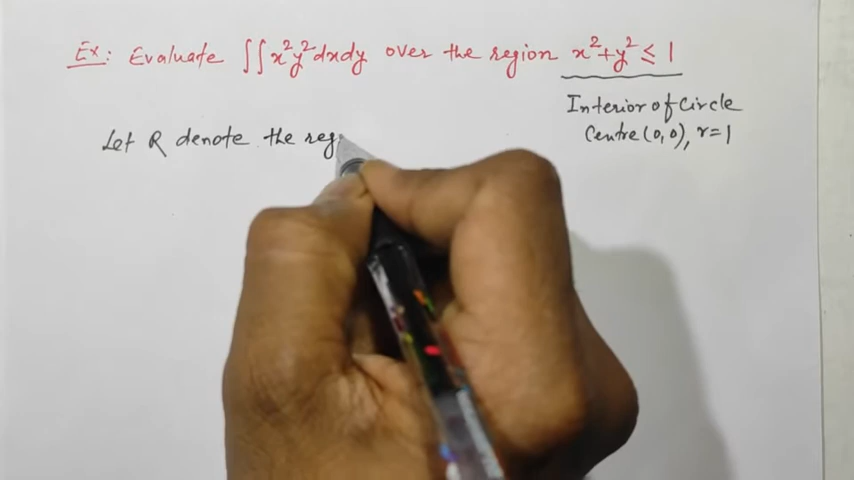 Ex: Evaluate ∫∫x²y²dxdy over the region x²+y² ≤ 1
Interior of Circle
Centre (0,0), r=1
Let R denote the reg